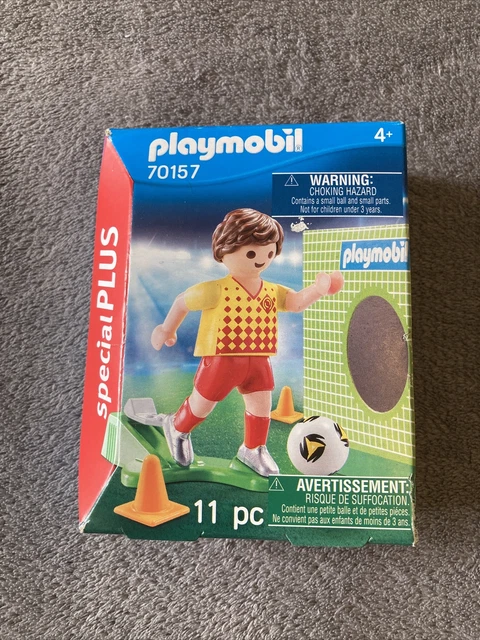 playmobil
4+
70157
WARNING:
CHOKING HAZARD
Contains a small ball and small parts.
Not for children under 3 years.
specialPLUS
playmobil
11 pc
AVERTISSEMENT:
RISQUE DE SUFFOCATION
Contient une petite balle et de petites pièces.
Ne convient pas aux enfants de moins de 3 ans.